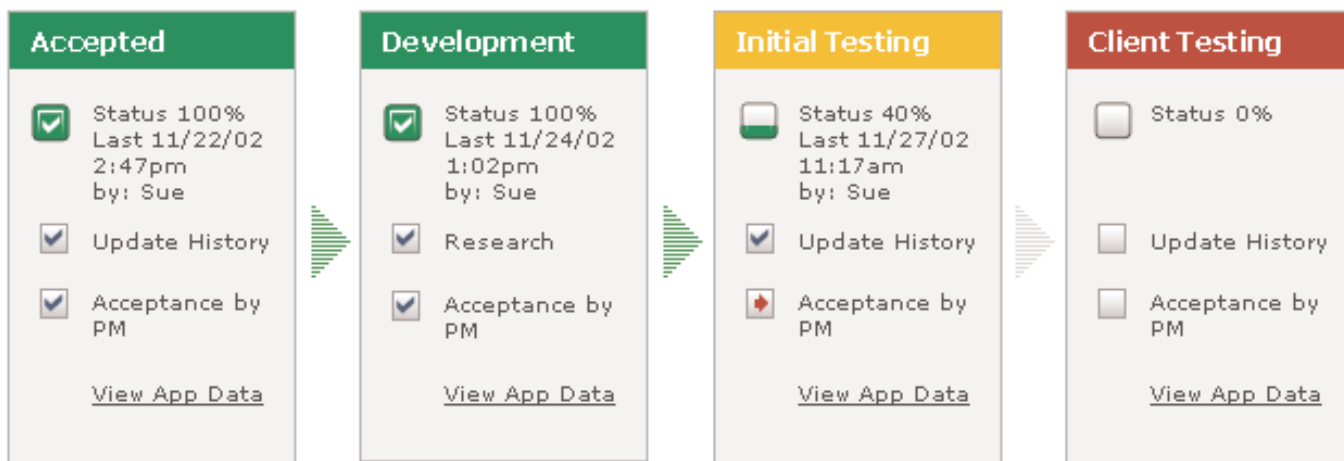 Accepted
Status 100%
Last 11/22/02
2:47pm
by: Sue
Update History
Acceptance by
PM
View App Data
Development
Status 100%
Last 11/24/02
1:02pm
by: Sue
Research
Acceptance by
PM
View App Data
Initial Testing
Status 40%
Last 11/27/02
11:17am
by: Sue
Update History
Acceptance by
PM
View App Data
Client Testing
Status 0%
Update History
Acceptance by
PM
View App Data